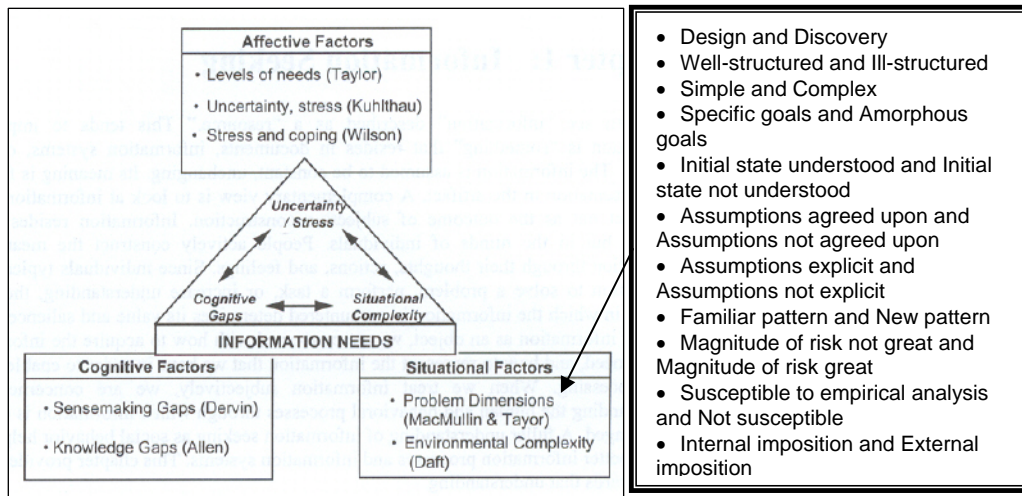 Affective Factors
• Levels of needs (Taylor)
• Uncertainty, stress (Kuhlthau)
• Stress and coping (Wilson)
Uncertainty
/ Stress
Cognitive
Gaps
Situational
Complexity
INFORMATION NEEDS
Cognitive Factors
• Sensemaking Gaps (Dervin)
• Knowledge Gaps (Allen)
Situational Factors
• Problem Dimensions
(MacMullin & Tayor)
• Environmental Complexity
(Daft)
• Design and Discovery
• Well-structured and Ill-structured
• Simple and Complex
• Specific goals and Amorphous
goals
• Initial state understood and Initial
state not understood
• Assumptions agreed upon and
Assumptions not agreed upon
• Assumptions explicit and
Assumptions not explicit
• Familiar pattern and New pattern
• Magnitude of risk not great and
Magnitude of risk great
• Susceptible to empirical analysis
and Not susceptible
• Internal imposition and External
imposition